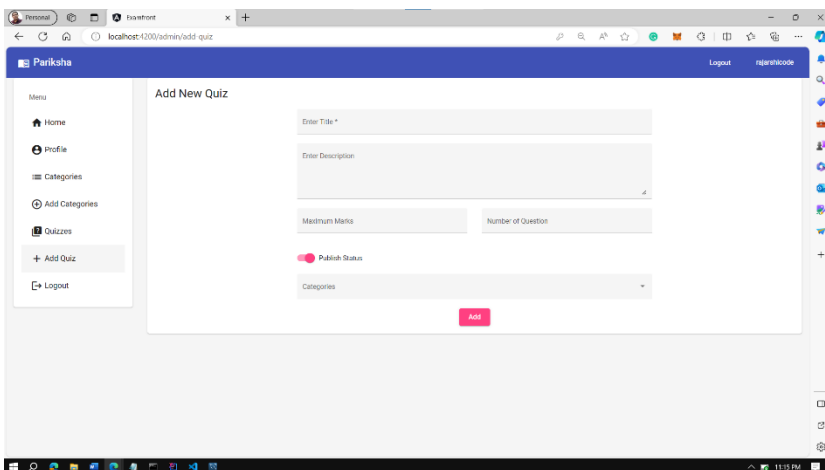 Personal
Examfront
localhost:4200/admin/add-quiz
Pariksha
Logout
rajarehlcode
Menu
Home
Profile
Categories
Add Categories
Quizzes
Add Quiz
Logout
Add New Quiz
Enter Title *
Enter Description
Maximum Marks
Number of Question
Publish Status
Categories
Add
11:15 PM